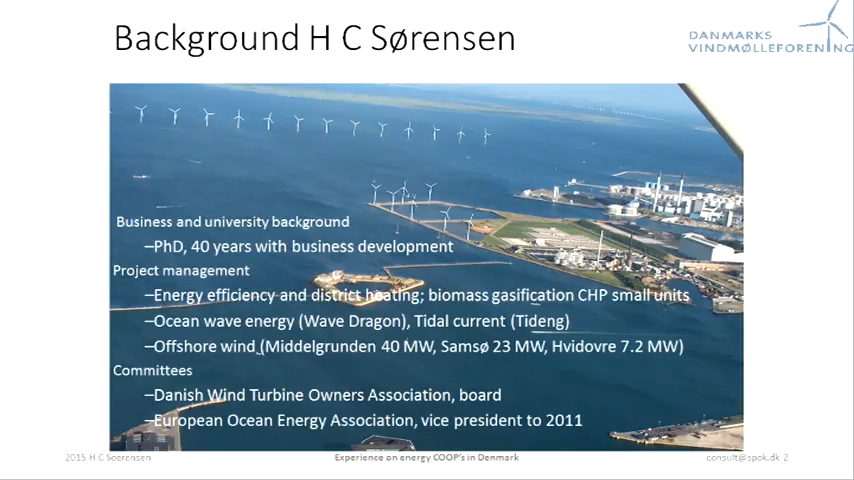 Background H C Sørensen
DANMARKS
VINDMØLLEFORENING
Business and university background
–PhD, 40 years with business development
Project management
–Energy efficiency and district heating; biomass gasification CHP small units
–Ocean wave energy (Wave Dragon), Tidal current (Tideng)
–Offshore wind (Middelgrunden 40 MW, Samsø 23 MW, Hvidovre 7.2 MW)
Committees
–Danish Wind Turbine Owners Association, board
–European Ocean Energy Association, vice president to 2011
2015 H.C Soerensen
Experience on energy COOP's in Denmark
consult@spok.dk 2